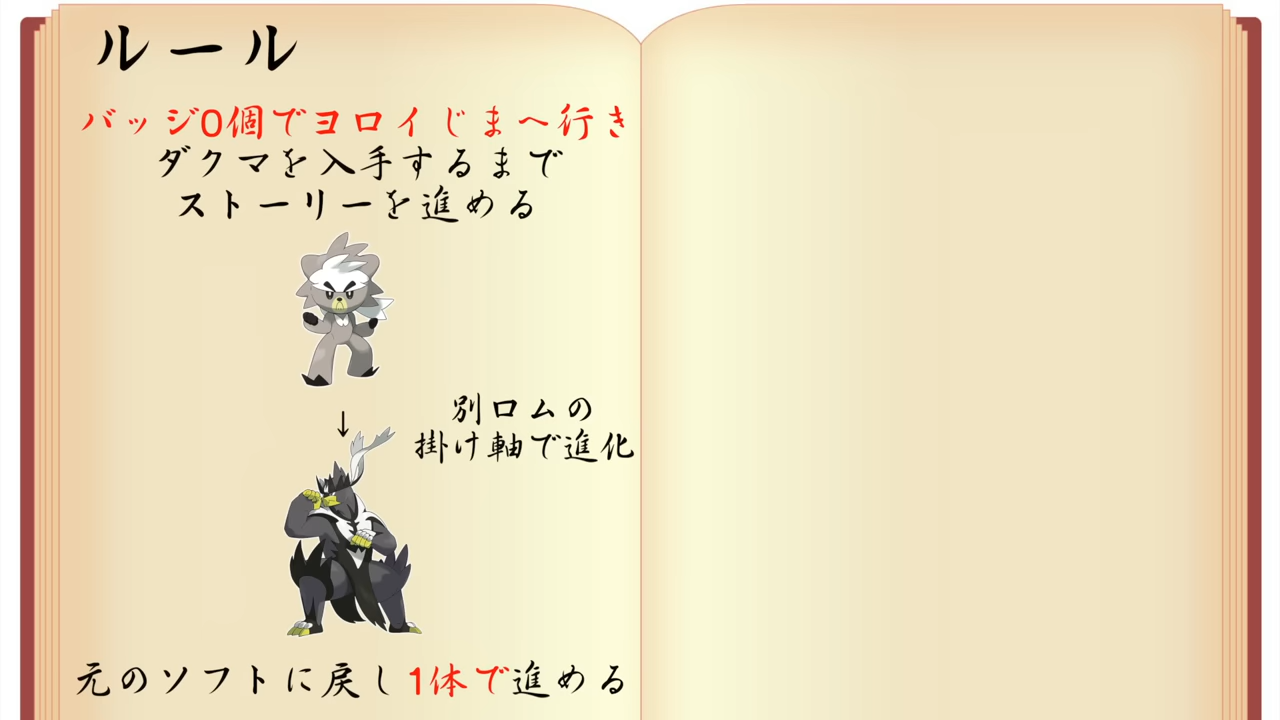 ルール
バッジ0個でヨロイじまへ行き
ダクマを入手するまで
ストーリーを進める
↓
別ロムの
掛け軸で進化
元のソフトに戻し1体で進める